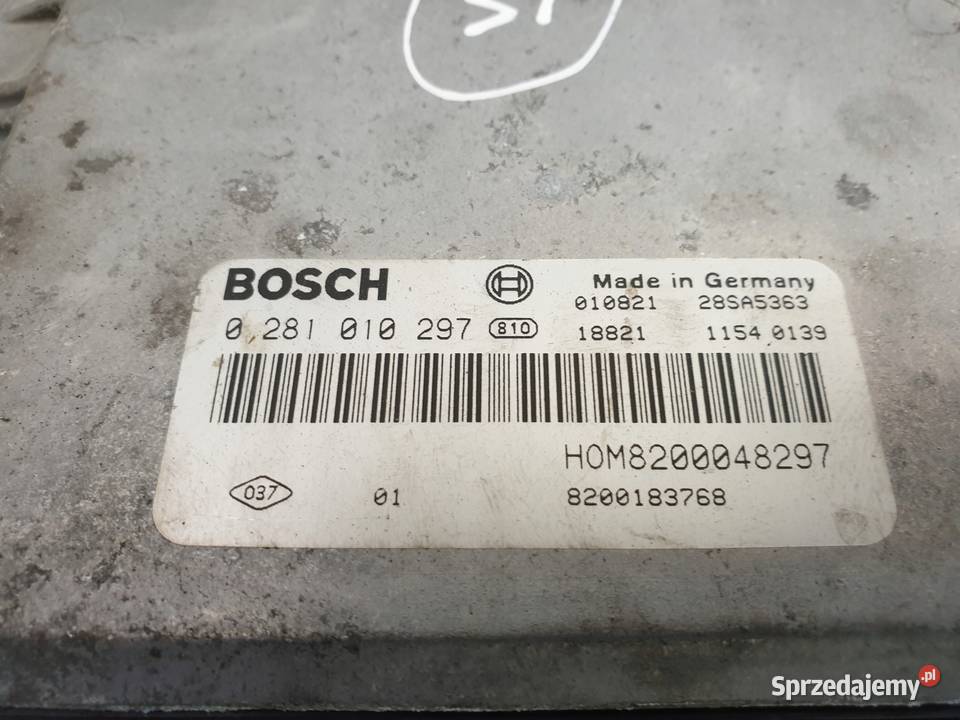 BOSCH
Made in Germany
010821 28SA5363
0 281 010 297 810
18821 1154 0139
HOM8200048297
037 01 8200183768
Sprzedajemy.pl